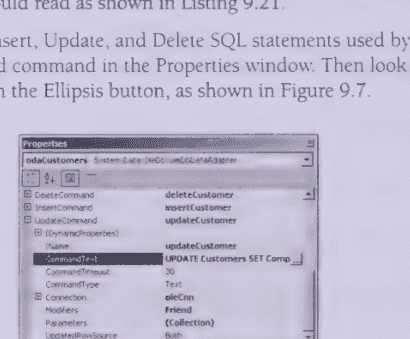 ould read as shown in Listing 9.21.
nsert, Update, and Delete SQL statements used by
d command in the Properties window. Then look
n the Ellipsis button, as shown in Figure 9.7.
Properties
odaCustomers System.Data.OleDb.OleDbDataAdapter
DeleteCommand deleteCustomer
InsertCommand insertCustomer
UpdateCommand updateCustomer
(DynamicProperties)
(Name) updateCustomer
CommandText UPDATE Customers SET Comp ...
CommandTimeout 30
CommandType Text
Connection oleCnn
Modifiers Friend
Parameters (Collection)
UpdatedRowSource Both